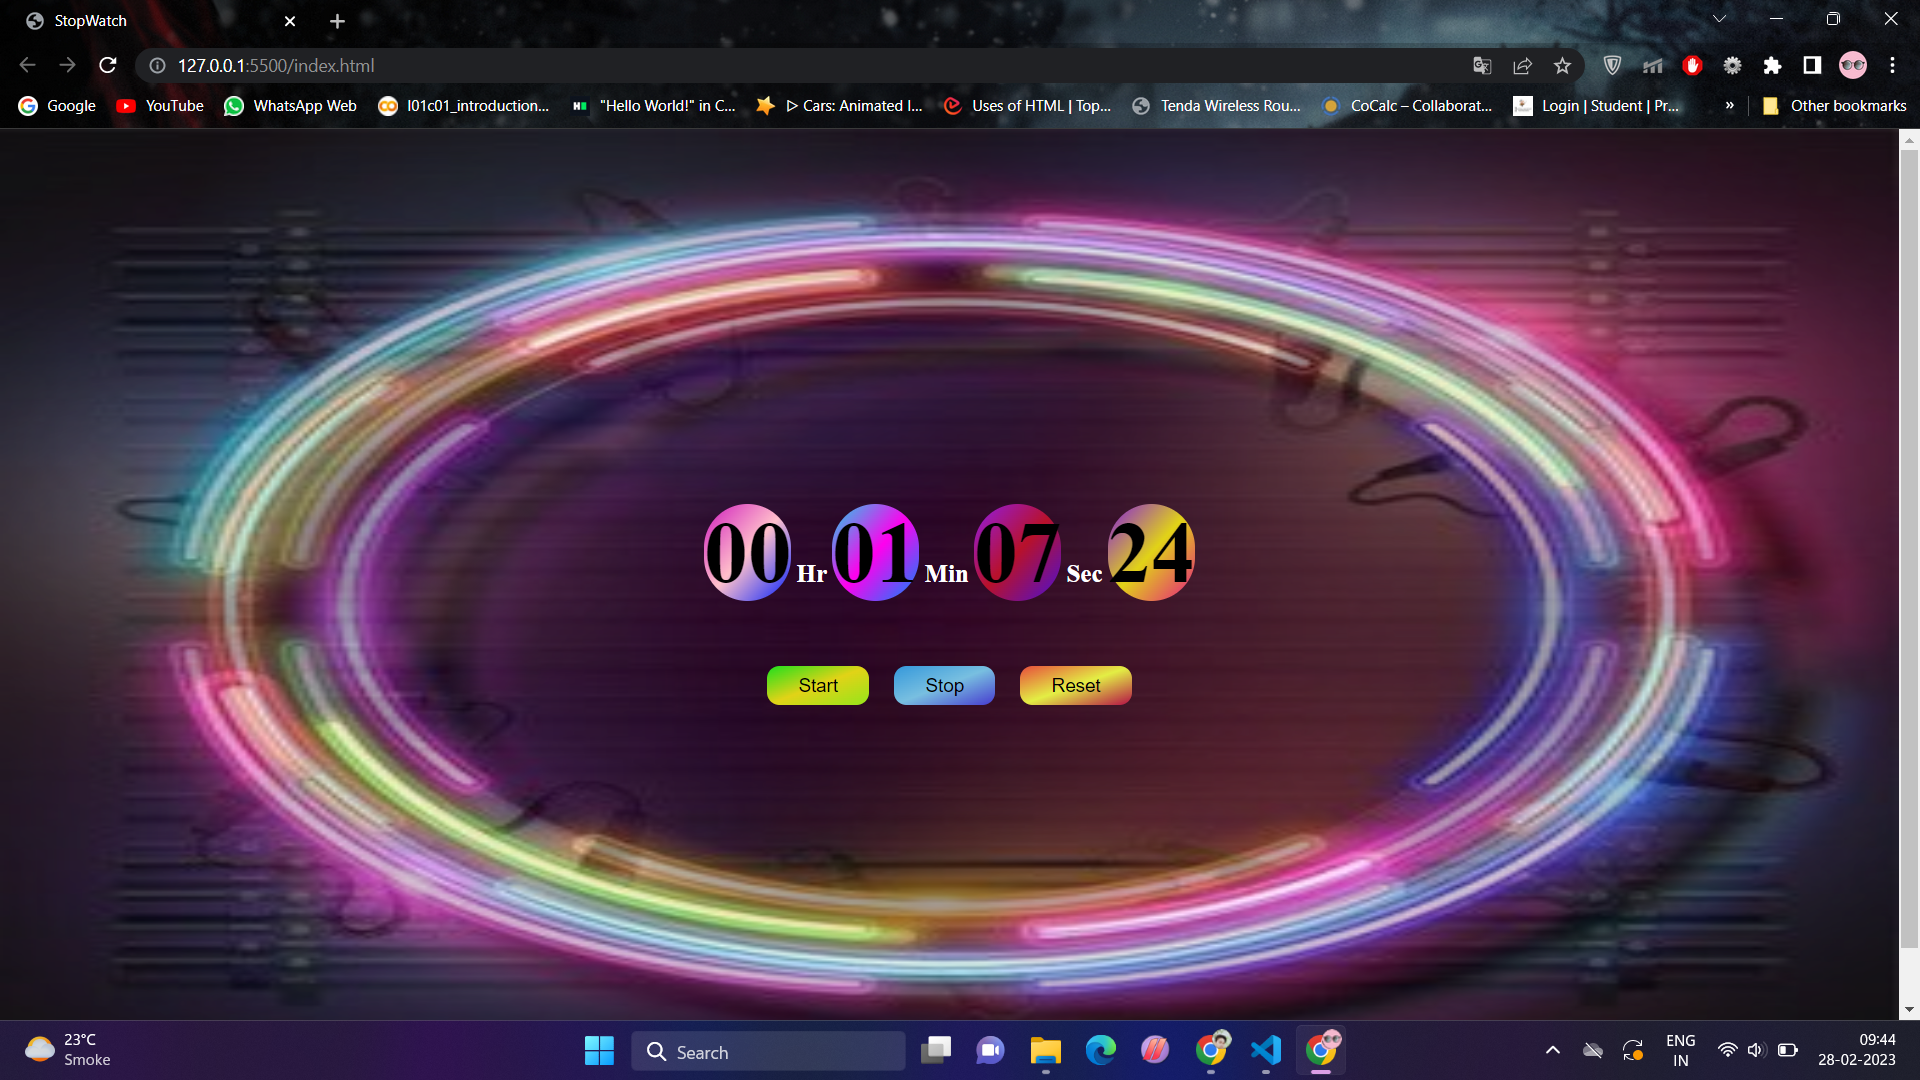 StopWatch
127.0.0.1:5500/index.html
Google YouTube WhatsApp Web l01c01_introduction... "Hello World!" in C... ▷ Cars: Animated I... Uses of HTML | Top... Tenda Wireless Rou... CoCalc – Collaborat... Login | Student | Pr... » Other bookmarks
00 Hr 01 Min 07 Sec 24
Start Stop Reset
23°C
Smoke
Search
ENG
IN
09:44
28-02-2023